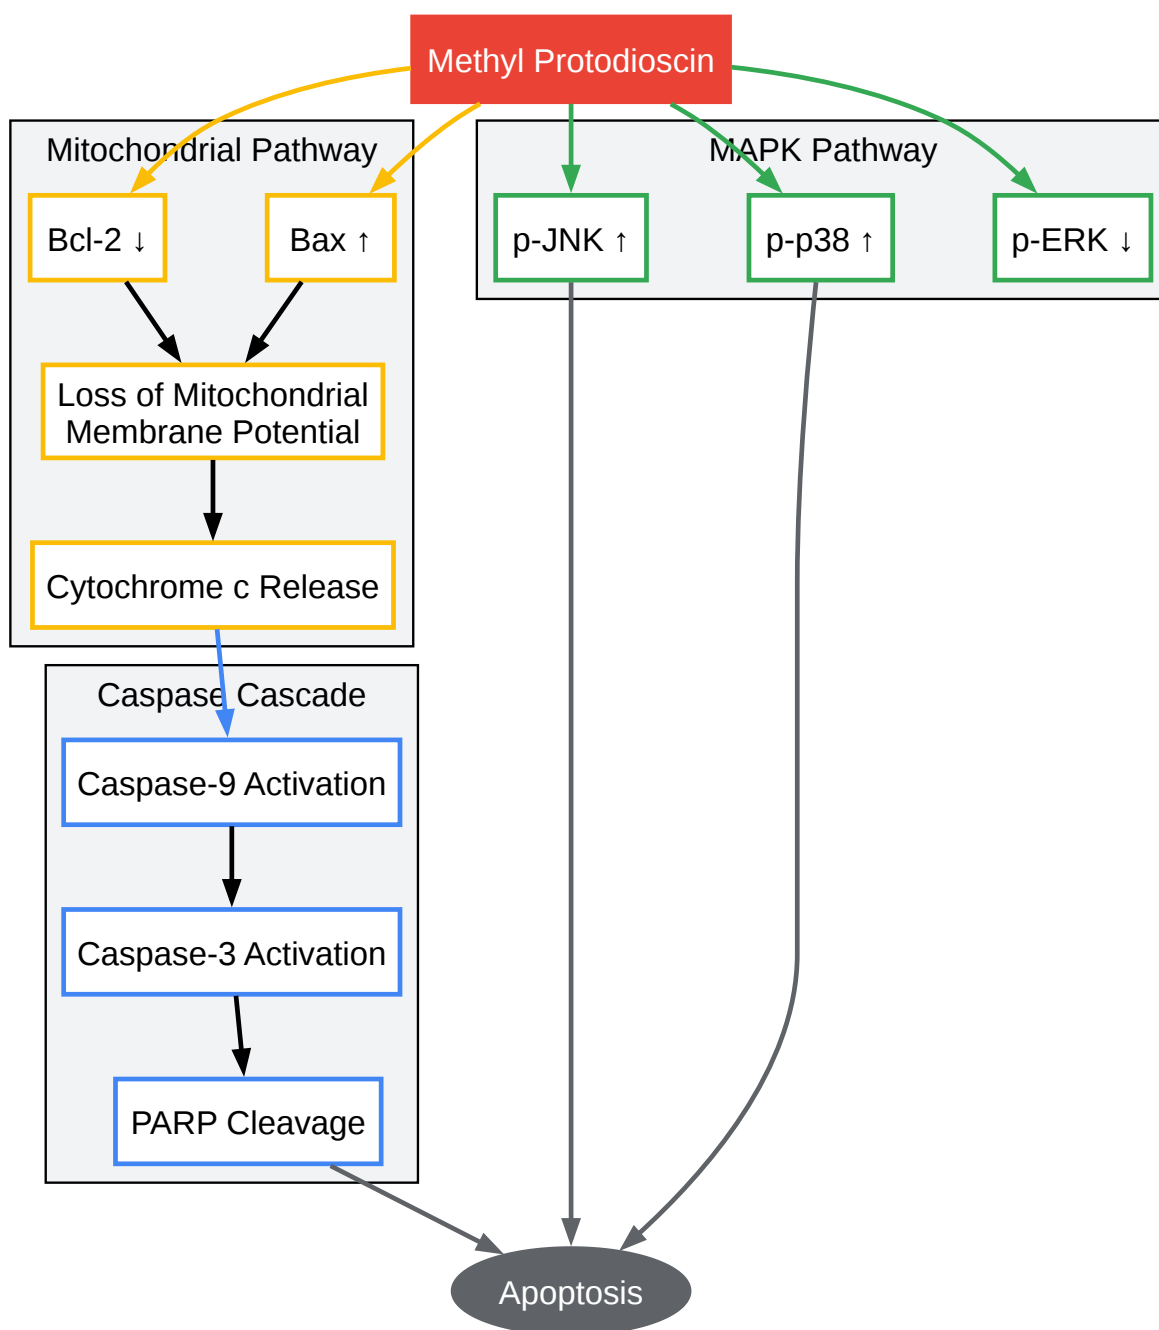 Methyl Protodioscin
Mitochondrial Pathway
MAPK Pathway
Bcl-2 ↓
Bax ↑
p-JNK ↑
p-p38 ↑
p-ERK ↓
Loss of Mitochondrial
Membrane Potential
Cytochrome c Release
Caspase Cascade
Caspase-9 Activation
Caspase-3 Activation
PARP Cleavage
Apoptosis